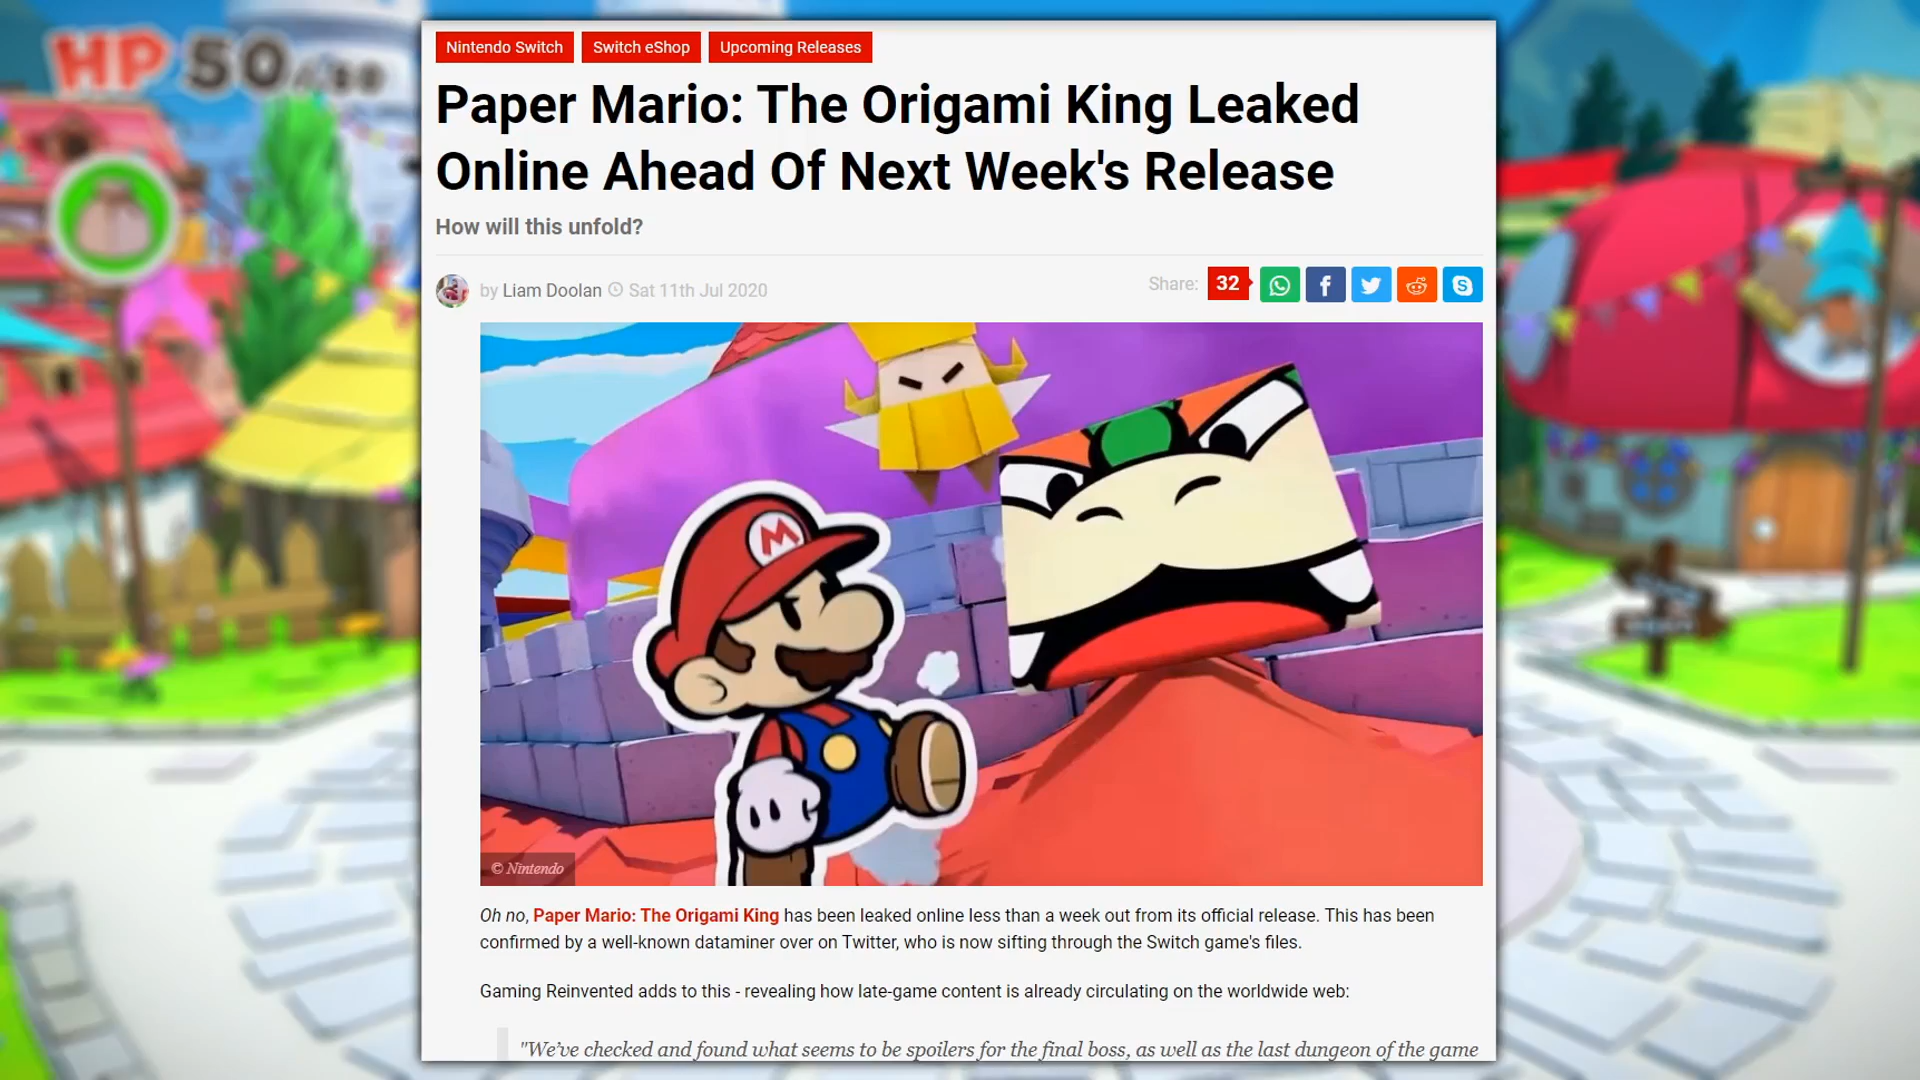 HP 50/50
Nintendo Switch Switch eShop Upcoming Releases
Paper Mario: The Origami King Leaked
Online Ahead Of Next Week's Release
How will this unfold?
by Liam Doolan Sat 11th Jul 2020
Share: 32
M
© Nintendo
Oh no, Paper Mario: The Origami King has been leaked online less than a week out from its official release. This has been
confirmed by a well-known dataminer over on Twitter, who is now sifting through the Switch game's files.
Gaming Reinvented adds to this - revealing how late-game content is already circulating on the worldwide web:
"We've checked and found what seems to be spoilers for the final boss, as well as the last dungeon of the game